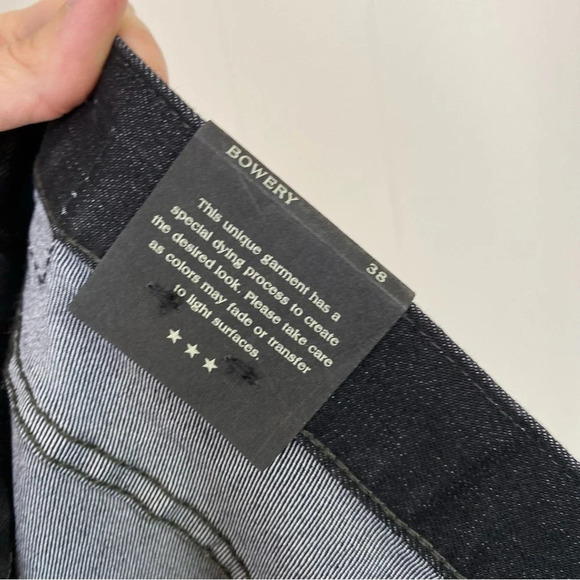 BOWERY
38
This unique garment has a
special dying process to create
the desired look. Please take care
as colors may fade or transfer
to light surfaces.
★ ★ ★